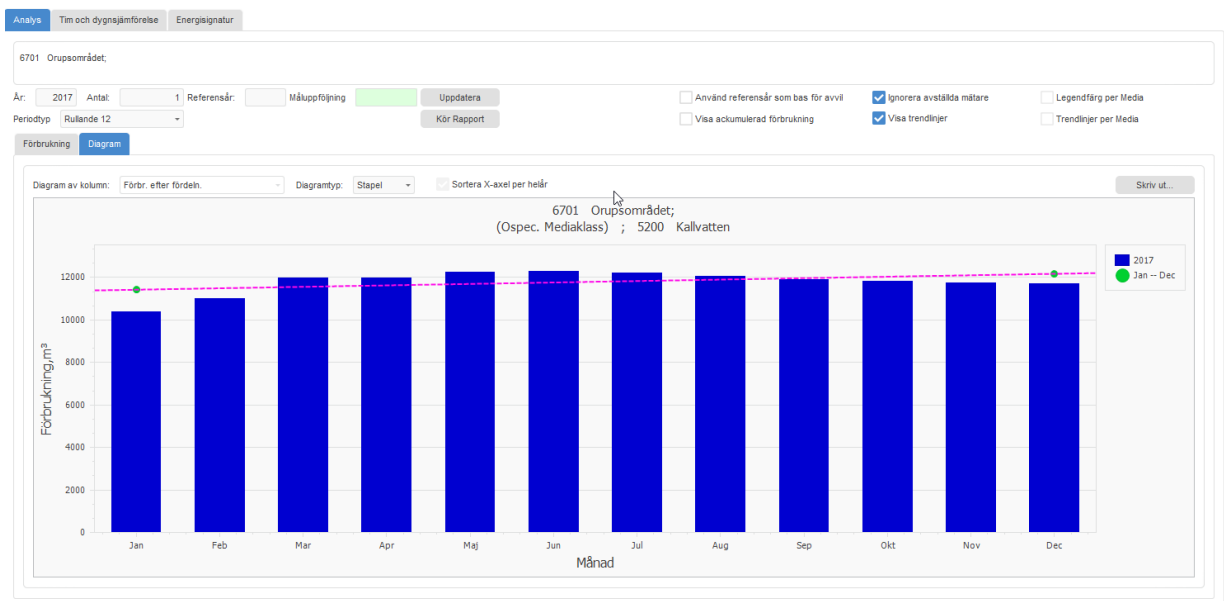 Analys Tim och dygnsjämförelse Energisignatur
6701 Orupsområdet;
År: 2017 Antal: 1 Referensår: Måluppföljning Uppdatera Använd referensår som bas för avvil Ignorera avställda mätare Legendfärg per Media
Periodtyp Rullande 12 Kör Rapport Visa ackumulerad förbrukning Visa trendlinjer Trendlinjer per Media
Förbrukning Diagram
Diagram av kolumn: Förbr. efter fördeln. Diagramtyp: Stapel Sortera X-axel per helår Skriv ut...
6701 Orupsområdet;
(Ospec. Mediaklass) ; 5200 Kallvatten
2017
Jan -- Dec
12000
10000
8000
6000
4000
2000
0
Förbrukning,m³
Jan Feb Mar Apr Maj Jun Jul Aug Sep Okt Nov Dec
Månad